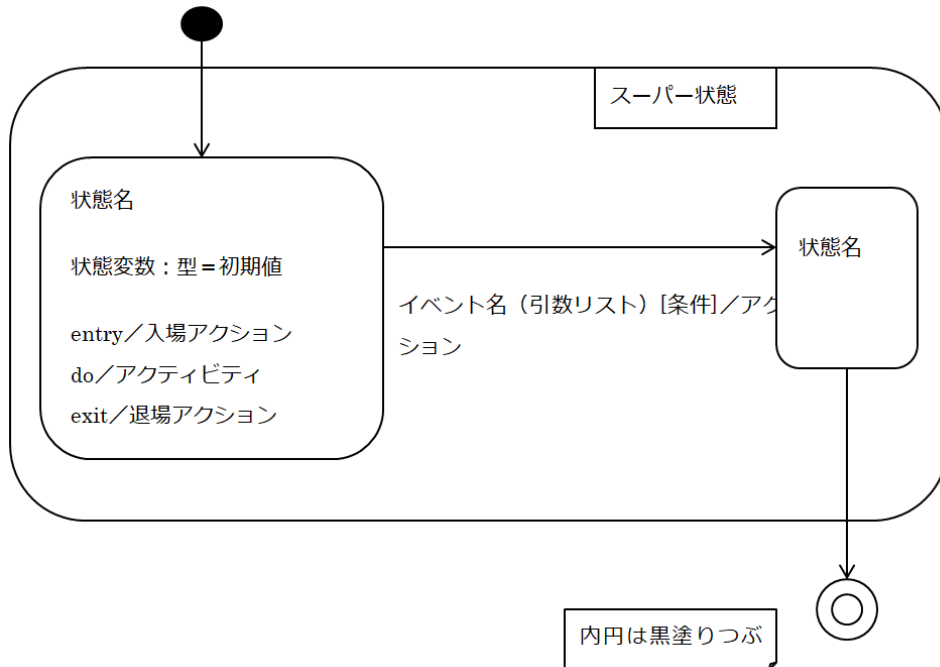 スーパー状態
状態名
状態変数：型＝初期値
entry／入場アクション
do／アクティビティ
exit／退場アクション
イベント名（引数リスト）[条件]／アク
ション
状態名
内円は黒塗りつぶ